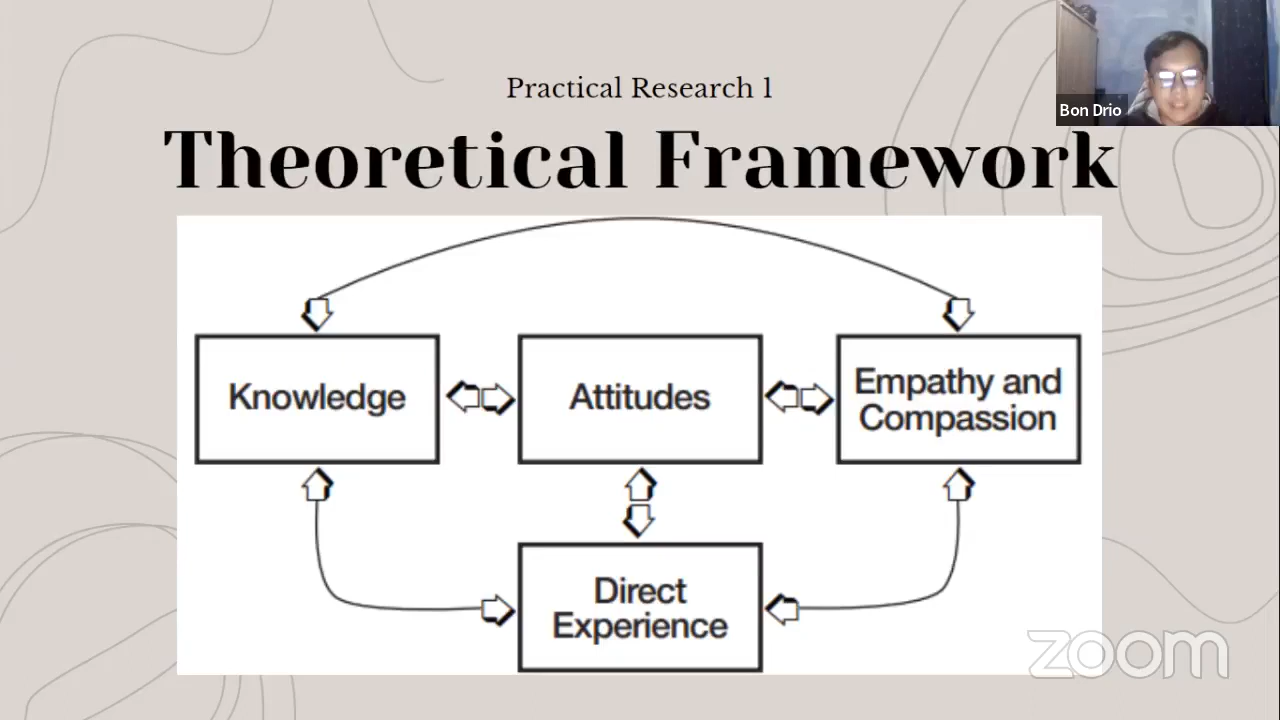 Practical Research 1
Bon Drio
Theoretical Framework
Knowledge
Attitudes
Empathy and
Compassion
Direct
Experience
zoom